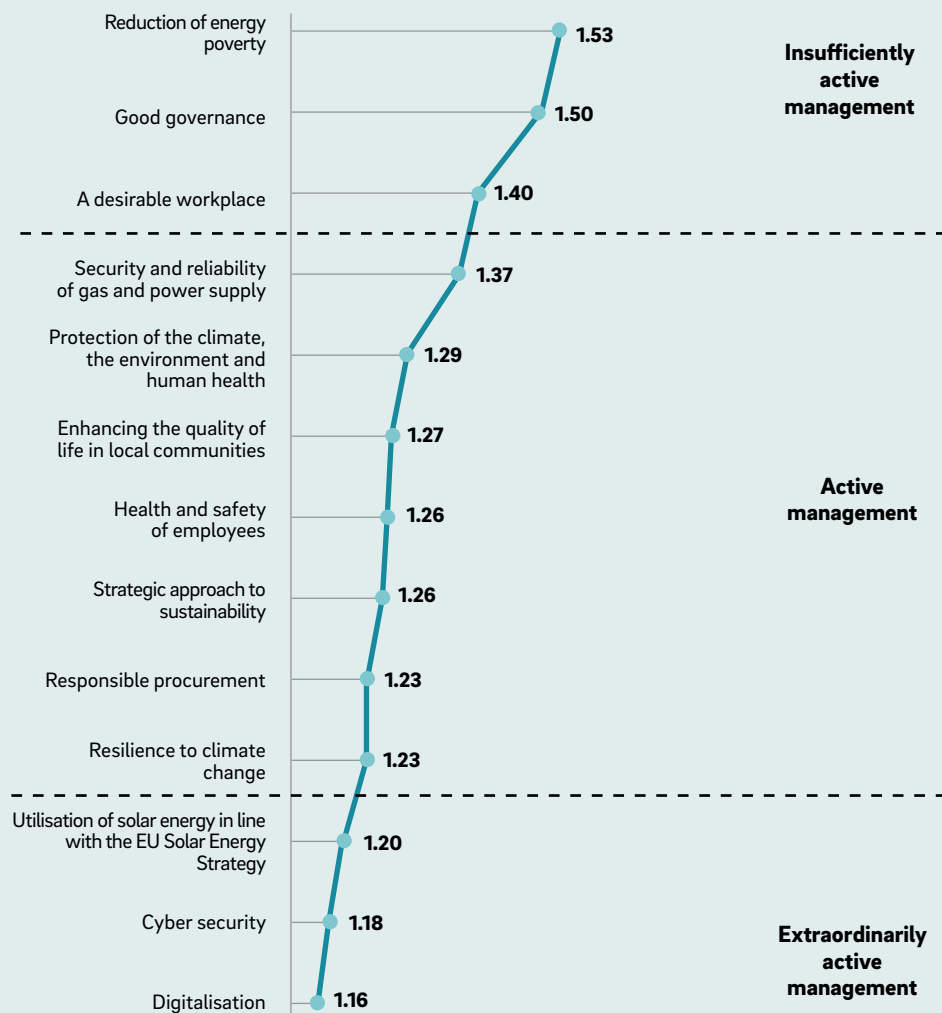 Reduction of energy
poverty
1.53
Insufficiently
active
management
Good governance
1.50
A desirable workplace
1.40
Security and reliability
of gas and power supply
1.37
Protection of the climate,
the environment and
human health
1.29
Enhancing the quality of
life in local communities
1.27
Active
management
Health and safety
of employees
1.26
Strategic approach to
sustainability
1.26
Responsible procurement
1.23
Resilience to climate
change
1.23
Utilisation of solar energy in line
with the EU Solar Energy
Strategy
1.20
Cyber security
1.18
Extraordinarily
active
management
Digitalisation
1.16